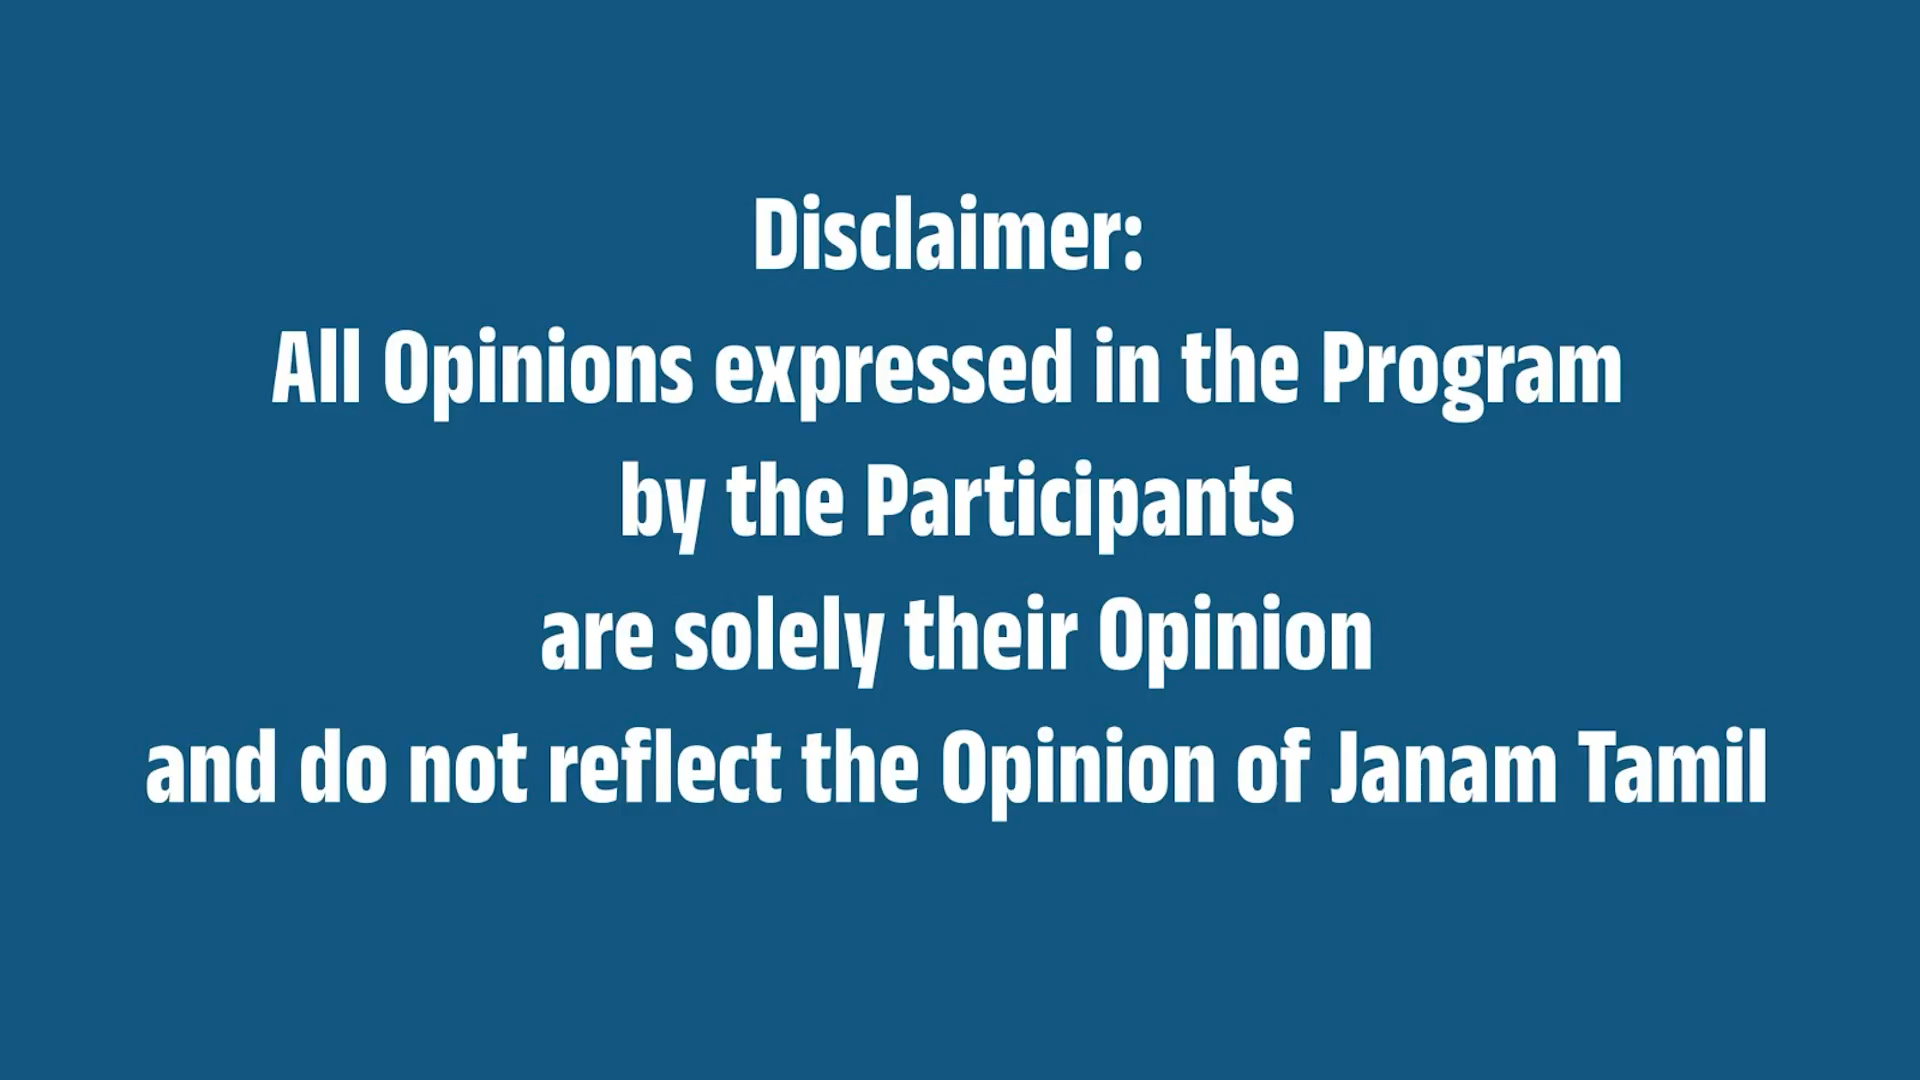 Disclaimer:
All Opinions expressed in the Program
by the Participants
are solely their Opinion
and do not reflect the Opinion of Janam Tamil